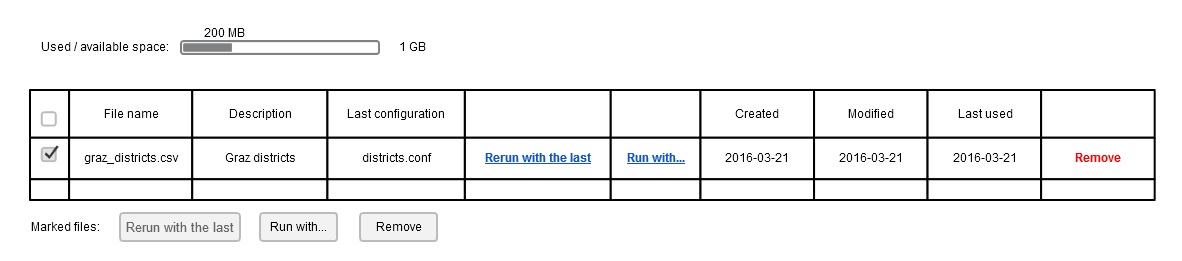 200 MB
Used / available space: 1 GB
File name Description Last configuration Created Modified Last used
graz_districts.csv Graz districts districts.conf Rerun with the last Run with... 2016-03-21 2016-03-21 2016-03-21 Remove
Marked files: Rerun with the last Run with... Remove